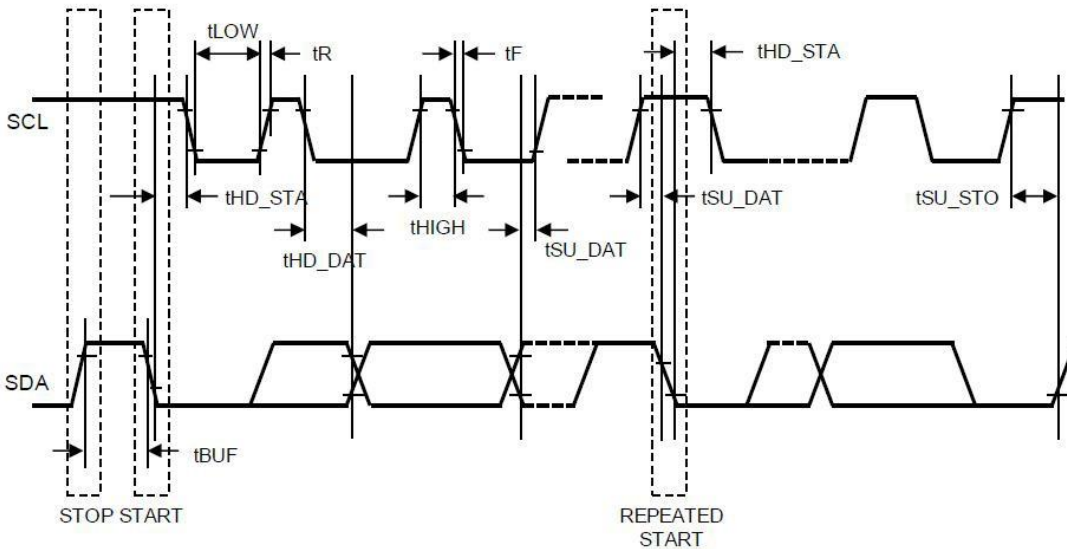 tLOW
tR
tF
tHD_STA
SCL
tHD_STA
tHIGH
tSU_DAT
tSU_STO
tHD_DAT
tSU_DAT
SDA
tBUF
STOP START
REPEATED
START